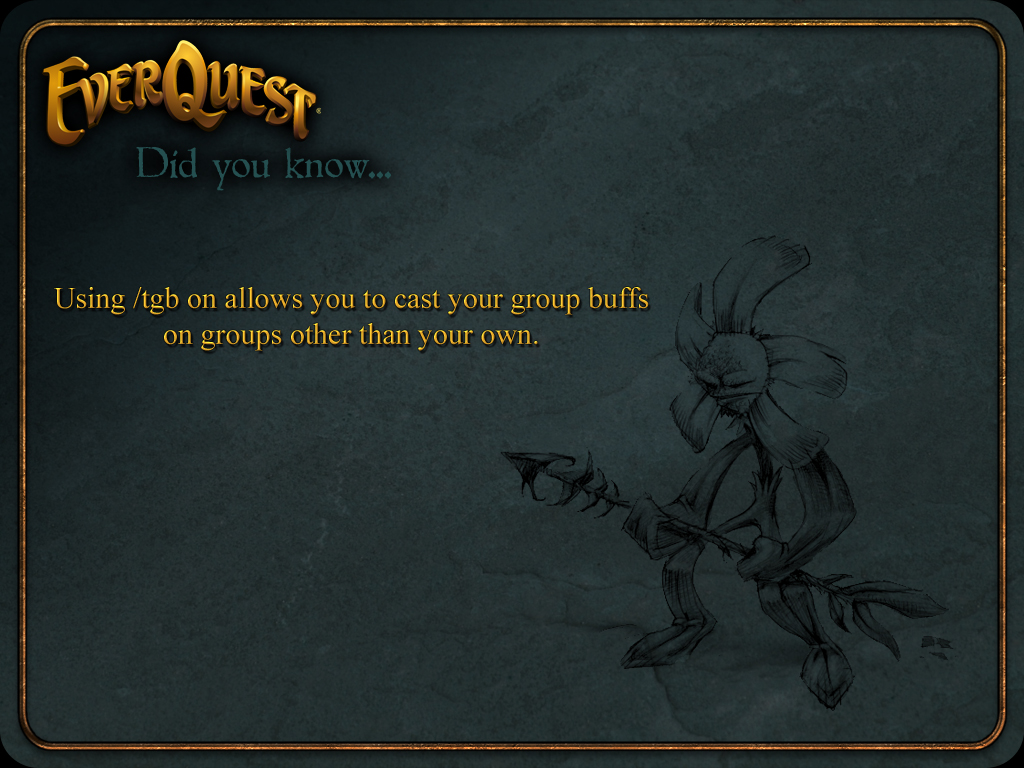 EverQuest®
Did you know...
Using /tgb on allows you to cast your group buffs
on groups other than your own.